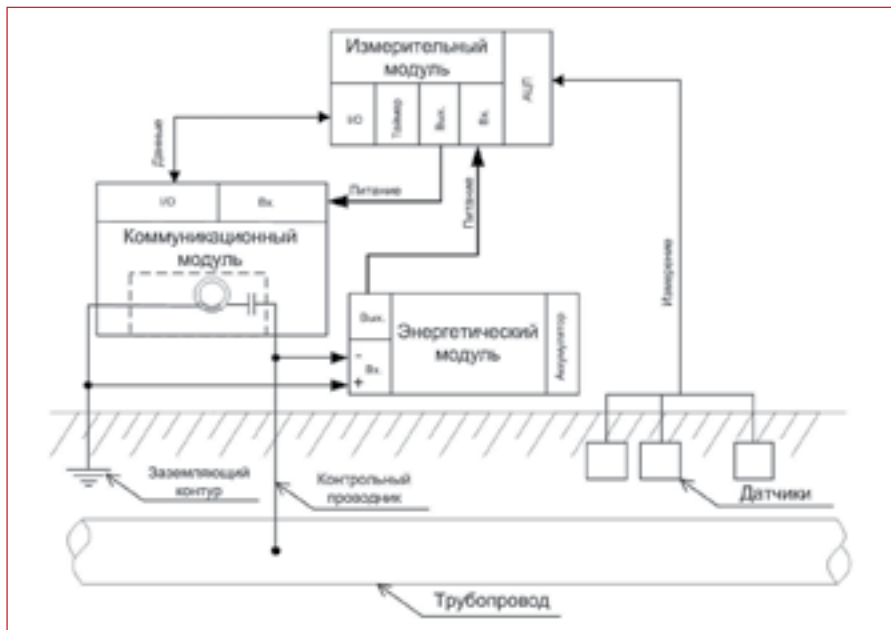 Измерительный
модуль
АЦП
I/O
Таймер
Вых.
Вх.
Данные
Питание
Питание
Измерение
I/O
Вх.
Коммуникационный
модуль
Вых.
Энергетический
модуль
Аккумулятор
-
Вх.
+
Заземляющий
контур
Контрольный
проводник
Датчики
Трубопровод